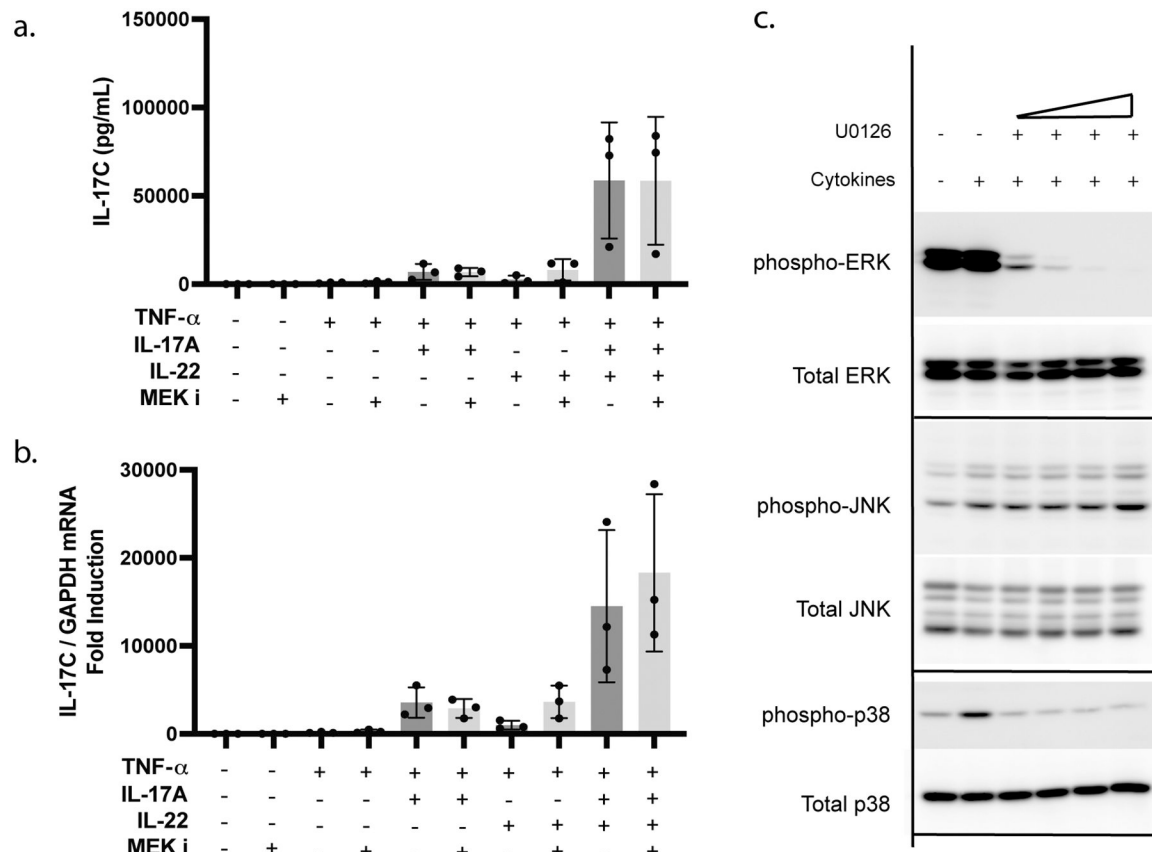 a.
150000
100000
50000
0
IL-17C (pg/mL)
TNF-α - - + + + + + + + +
IL-17A - - - - + + - - + +
IL-22 - - - - - - + + + +
MEK i - + - + - + - + - +
b.
30000
20000
10000
0
IL-17C / GAPDH mRNA
Fold Induction
TNF-α - - + + + + + + + +
IL-17A - - - - + + - - + +
IL-22 - - - - - - + + + +
MEK i - + - + - + - + - +
c.
U0126 - - + + + +
Cytokines - + + + + +
phospho-ERK
Total ERK
phospho-JNK
Total JNK
phospho-p38
Total p38